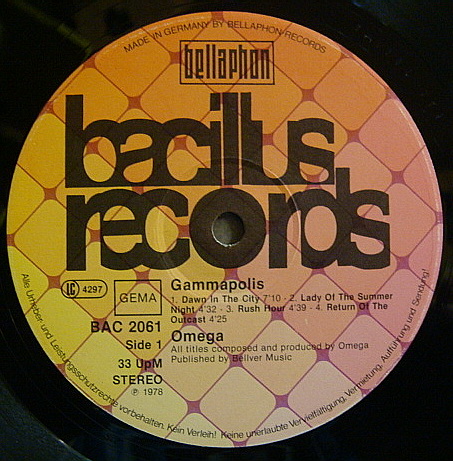 MADE IN GERMANY BY BELLAPHON-RECORDS
bellaphon
bacillus
records
LC 4297
GEMA
BAC 2061
Side 1
33 UpM
STEREO
℗ 1978
Gammapolis
1. Dawn In The City 7'10 - 2. Lady Of The Summer
Night 4'32 - 3. Rush Hour 4'39 - 4. Return Of The
Outcast 4'25
Omega
All titles composed and produced by Omega
Published by Bellver Music
Alle Urheber und Leistungsschutzrechte vorbehalten. Kein Verleih! Keine unerlaubte Vervielfältigung, Vermietung, Aufführung und Sendung!